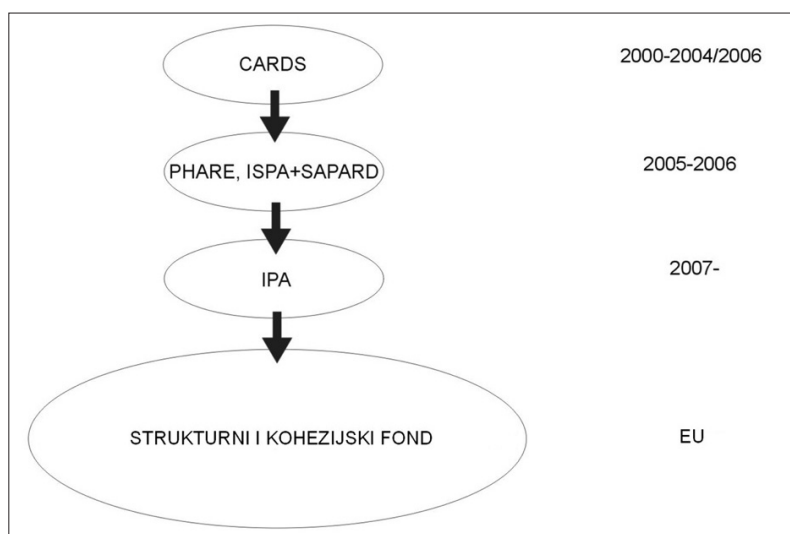 CARDS
2000-2004/2006
PHARE, ISPA+SAPARD
2005-2006
IPA
2007-
STRUKTURNI I KOHEZIJSKI FOND
EU